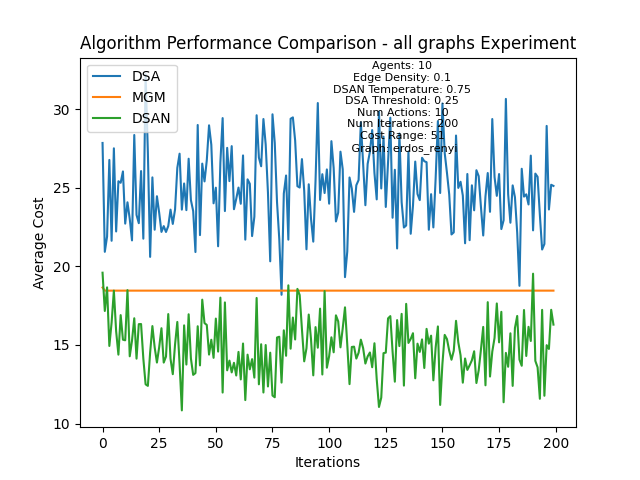 Algorithm Performance Comparison - all graphs Experiment
DSA
MGM
DSAN
Agents: 10
Edge Density: 0.1
DSAN Temperature: 0.75
DSA Threshold: 0.25
Num Actions: 10
Num Iterations: 200
Cost Range: 51
Graph: erdos_renyi
Average Cost
30
25
20
15
10
0
25
50
75
100
125
150
175
200
Iterations